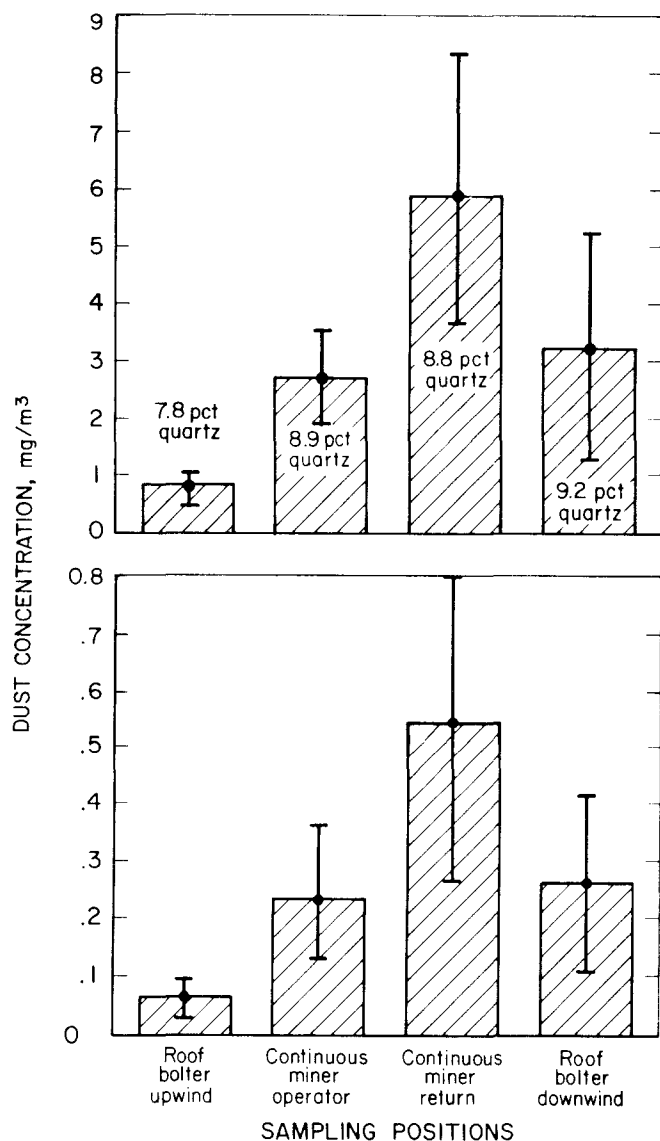 9
8
7
6
5
4
3
2
1
0
7.8 pct
quartz
8.9 pct
quartz
8.8 pct
quartz
9.2 pct
quartz
DUST CONCENTRATION, mg/m³
0.8
.7
.6
.5
.4
.3
.2
.1
0
Roof
bolter
upwind
Continuous
miner
operator
Continuous
miner
return
Roof
bolter
downwind
SAMPLING POSITIONS